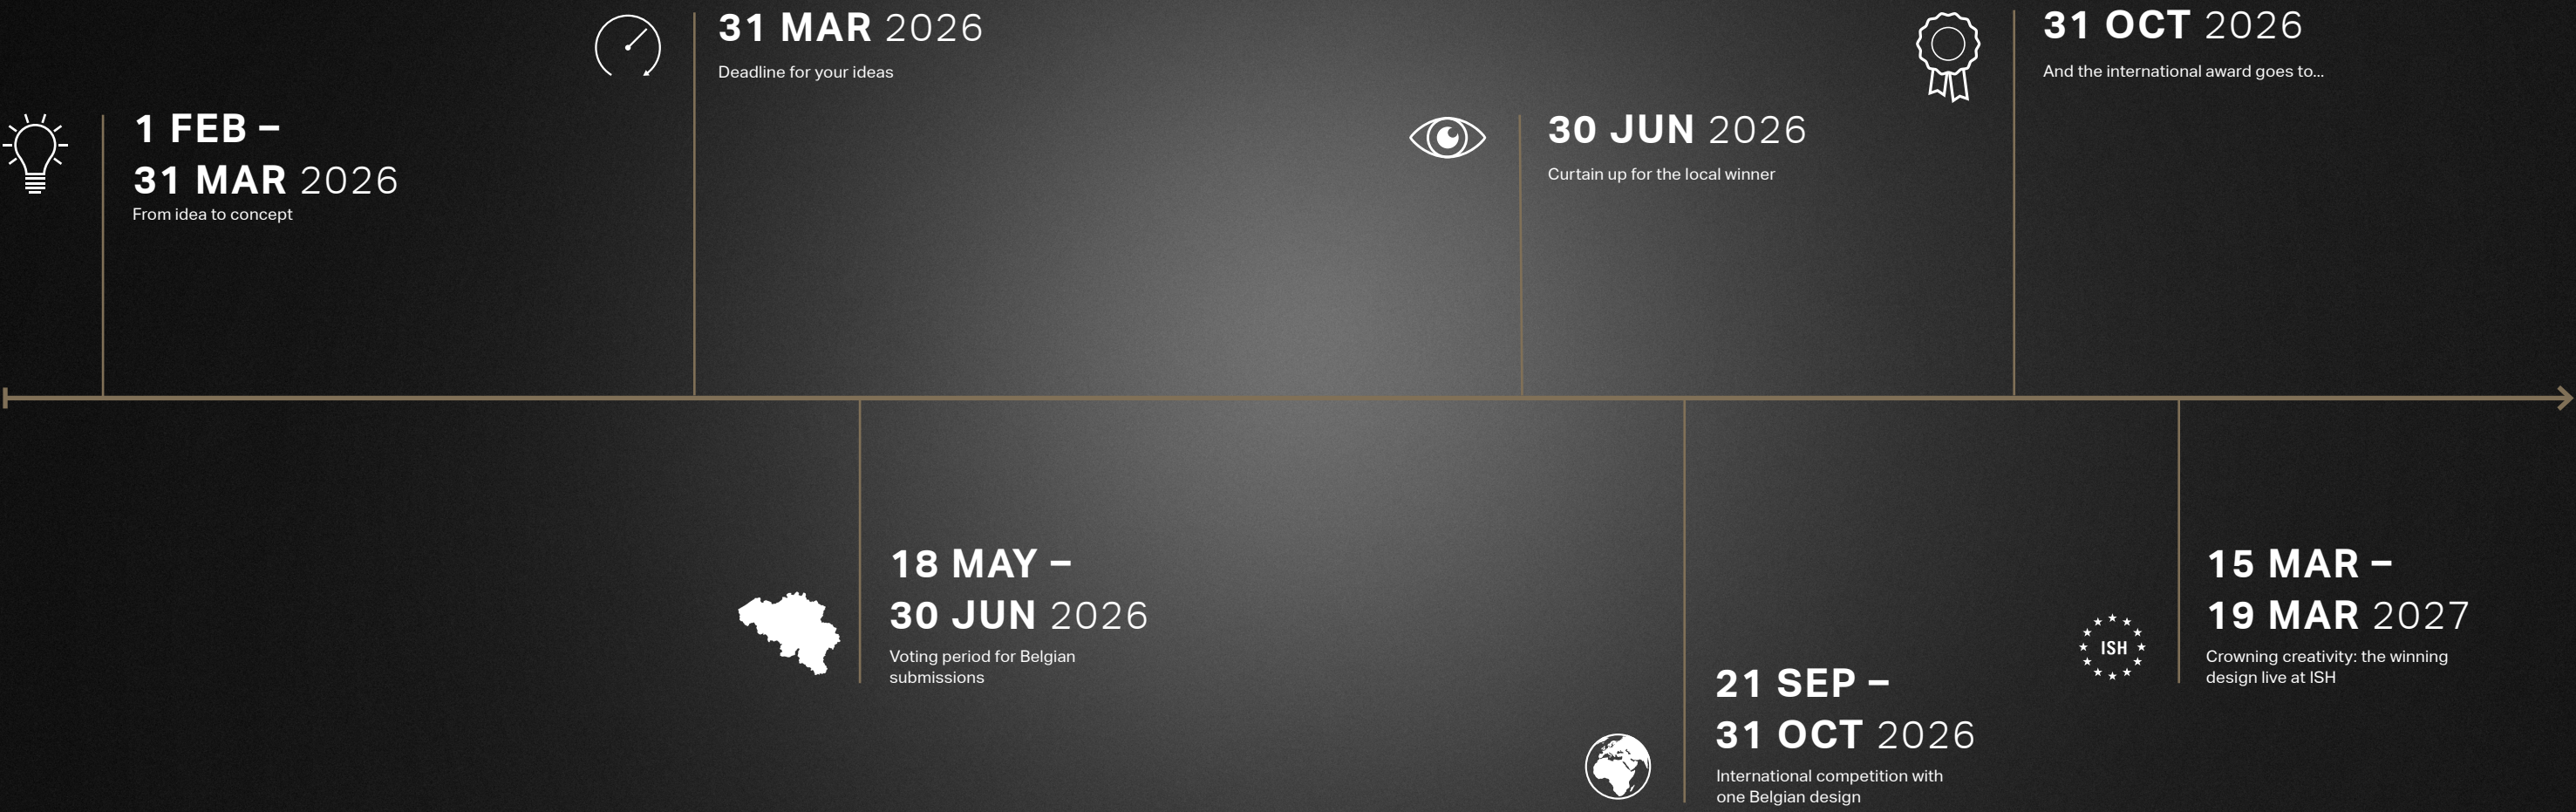 1 FEB –
31 MAR 2026
From idea to concept
31 MAR 2026
Deadline for your ideas
18 MAY –
30 JUN 2026
Voting period for Belgian
submissions
30 JUN 2026
Curtain up for the local winner
21 SEP –
31 OCT 2026
International competition with
one Belgian design
31 OCT 2026
And the international award goes to...
ISH
15 MAR –
19 MAR 2027
Crowning creativity: the winning
design live at ISH